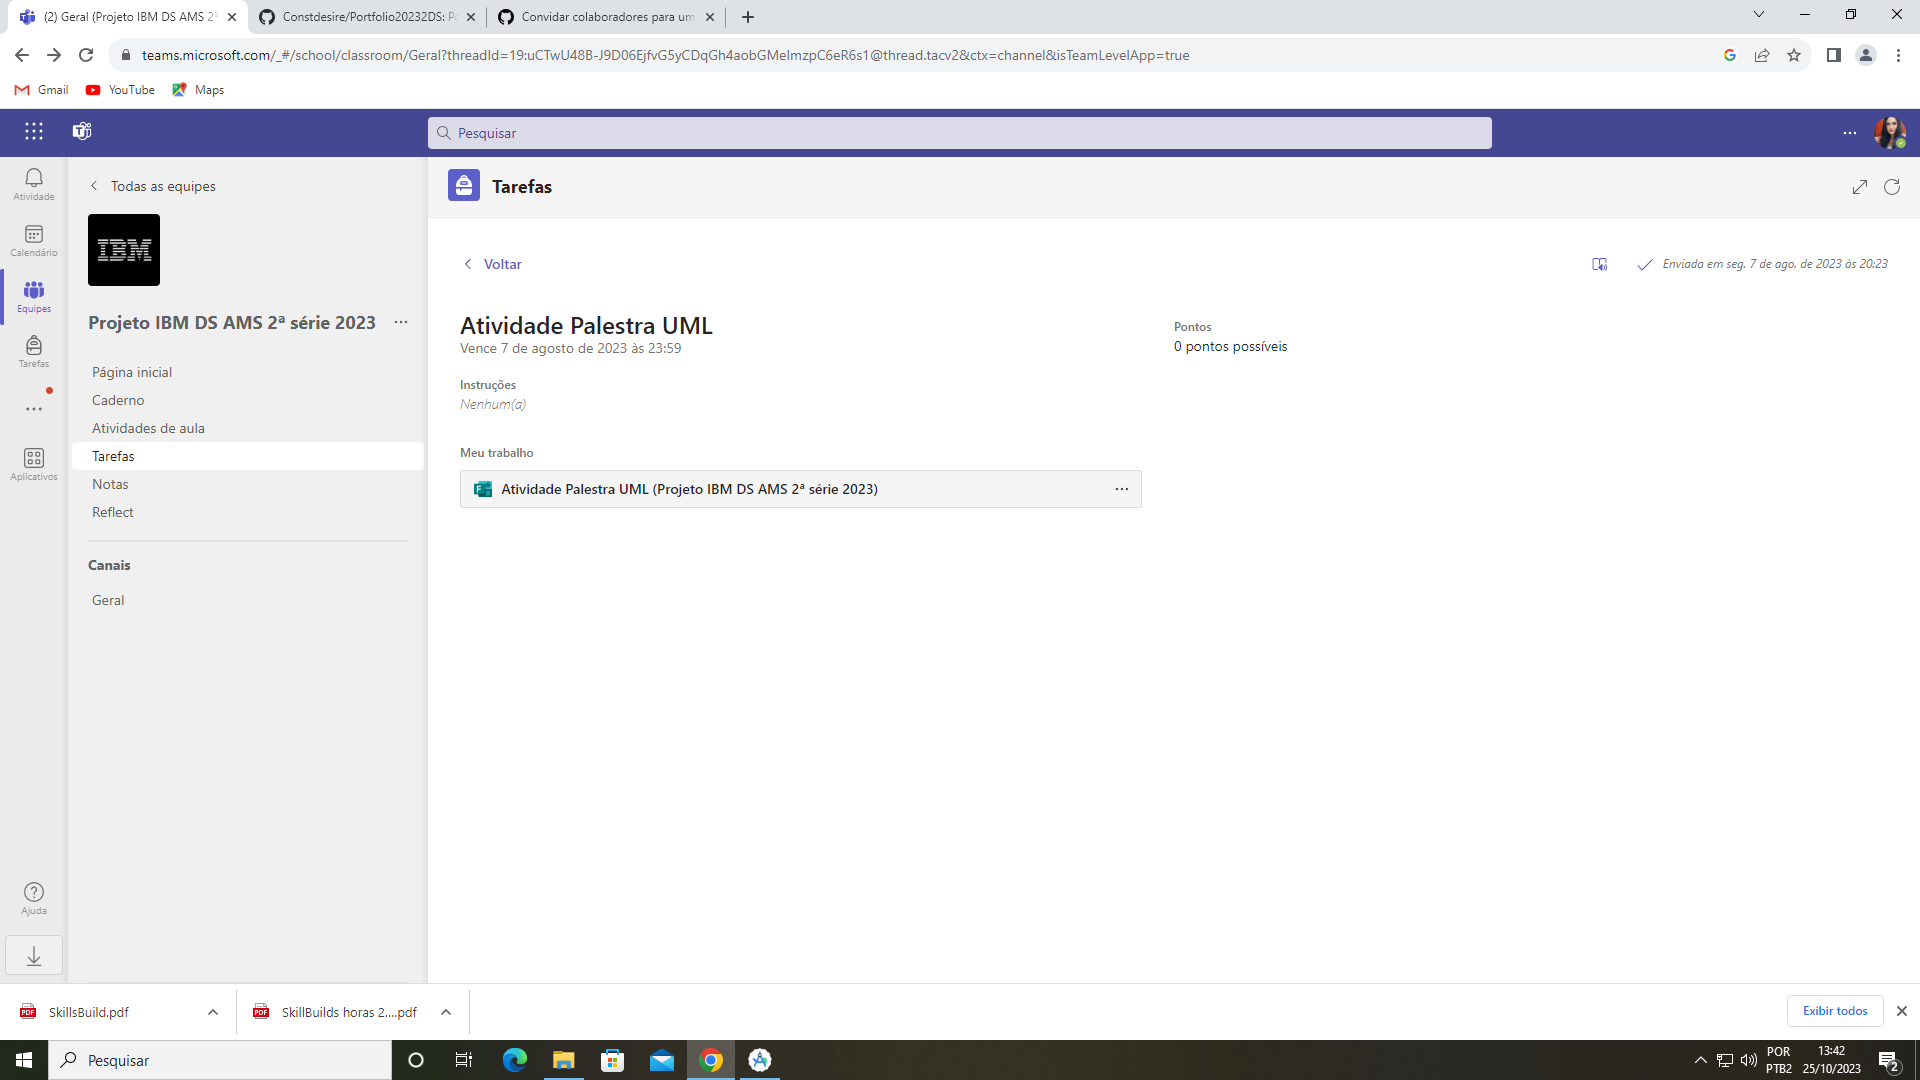 (2) Geral (Projeto IBM DS AMS 2ª
Constdesire/Portfolio20232DS: Po
Convidar colaboradores para um
teams.microsoft.com/_#/school/classroom/Geral?threadId=19:uCTwU48B-J9D06EjfvG5yCDqGh4aobGMelmzpC6eR6s1@thread.tacv2&ctx=channel&isTeamLevelApp=true
Gmail
YouTube
Maps
Pesquisar
Atividade
Calendário
Equipes
Tarefas
Aplicativos
Ajuda
Todas as equipes
IBM
Projeto IBM DS AMS 2ª série 2023
Página inicial
Caderno
Atividades de aula
Tarefas
Notas
Reflect
Canais
Geral
Tarefas
Voltar
Enviada em seg. 7 de ago. de 2023 às 20:23
Atividade Palestra UML
Vence 7 de agosto de 2023 às 23:59
Pontos
0 pontos possíveis
Instruções
Nenhum(a)
Meu trabalho
Atividade Palestra UML (Projeto IBM DS AMS 2ª série 2023)
SkillsBuild.pdf
SkillBuilds horas 2....pdf
Exibir todos
Pesquisar
POR
PTB2
13:42
25/10/2023
2